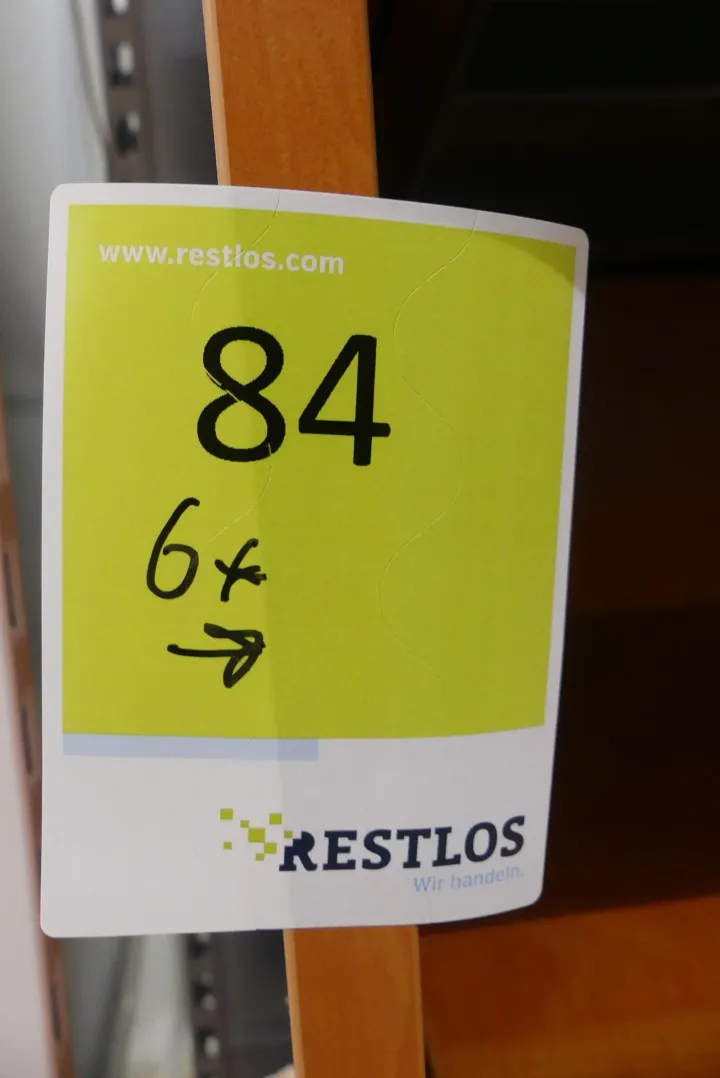 www.restlos.com
84
6x
→
RESTLOS
Wir handeln.